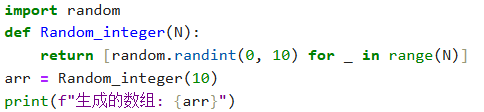 import random
def Random_integer(N):
    return [random.randint(0, 10) for _ in range(N)]
arr = Random_integer(10)
print(f"生成的数组: {arr}")